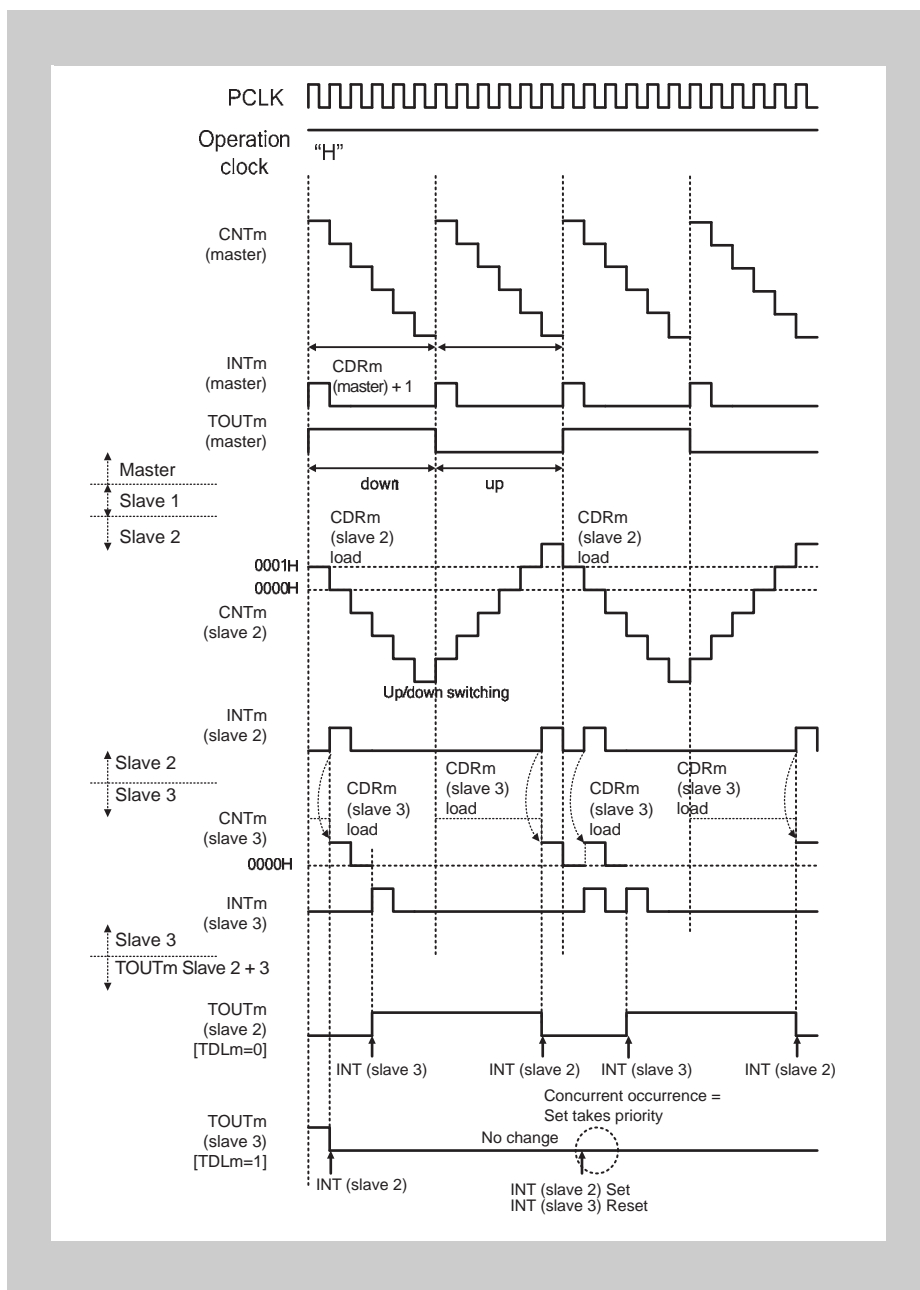 PCLK
Operation
clock
“H”
CNTm
(master)
INTm
(master)
CDRm
(master) + 1
TOUTm
(master)
Master
down
up
Slave 1
Slave 2
CDRm
(slave 2)
load
CDRm
(slave 2)
load
0001H
0000H
CNTm
(slave 2)
Up/down switching
INTm
(slave 2)
Slave 2
Slave 3
CDRm
(slave 3)
load
CDRm
(slave 3)
load
CDRm
(slave 3)
load
CDRm
(slave 3)
load
CNTm
(slave 3)
0000H
INTm
(slave 3)
Slave 3
TOUTm Slave 2 + 3
TOUTm
(slave 2)
[TDLm=0]
INT (slave 3)
INT (slave 2)
INT (slave 3)
INT (slave 2)
Concurrent occurrence =
Set takes priority
TOUTm
(slave 3)
[TDLm=1]
No change
INT (slave 2)
INT (slave 2) Set
INT (slave 3) Reset